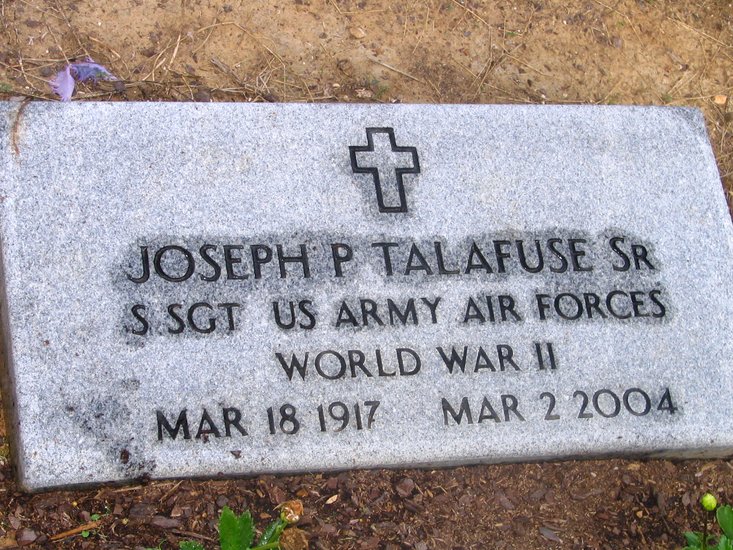 JOSEPH P TALAFUSE SR
S SGT US ARMY AIR FORCES
WORLD WAR II
MAR 18 1917 MAR 2 2004